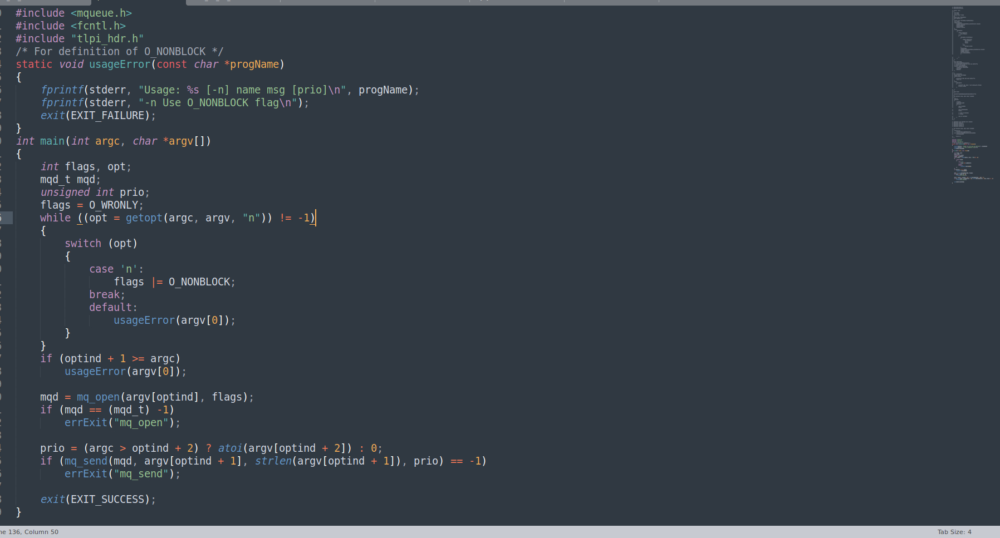 #include <mqueue.h>
#include <fcntl.h>
#include "tlpi_hdr.h"
/* For definition of O_NONBLOCK */
static void usageError(const char *progName)
{
    fprintf(stderr, "Usage: %s [-n] name msg [prio]\n", progName);
    fprintf(stderr, "-n Use O_NONBLOCK flag\n");
    exit(EXIT_FAILURE);
}
int main(int argc, char *argv[])
{
    int flags, opt;
    mqd_t mqd;
    unsigned int prio;
    flags = O_WRONLY;
    while ((opt = getopt(argc, argv, "n")) != -1)
    {
        switch (opt)
        {
            case 'n':
                flags |= O_NONBLOCK;
            break;
            default:
                usageError(argv[0]);
        }
    }
    if (optind + 1 >= argc)
        usageError(argv[0]);

    mqd = mq_open(argv[optind], flags);
    if (mqd == (mqd_t) -1)
        errExit("mq_open");

    prio = (argc > optind + 2) ? atoi(argv[optind + 2]) : 0;
    if (mq_send(mqd, argv[optind + 1], strlen(argv[optind + 1]), prio) == -1)
        errExit("mq_send");

    exit(EXIT_SUCCESS);
}
ne 136, Column 50
Tab Size: 4